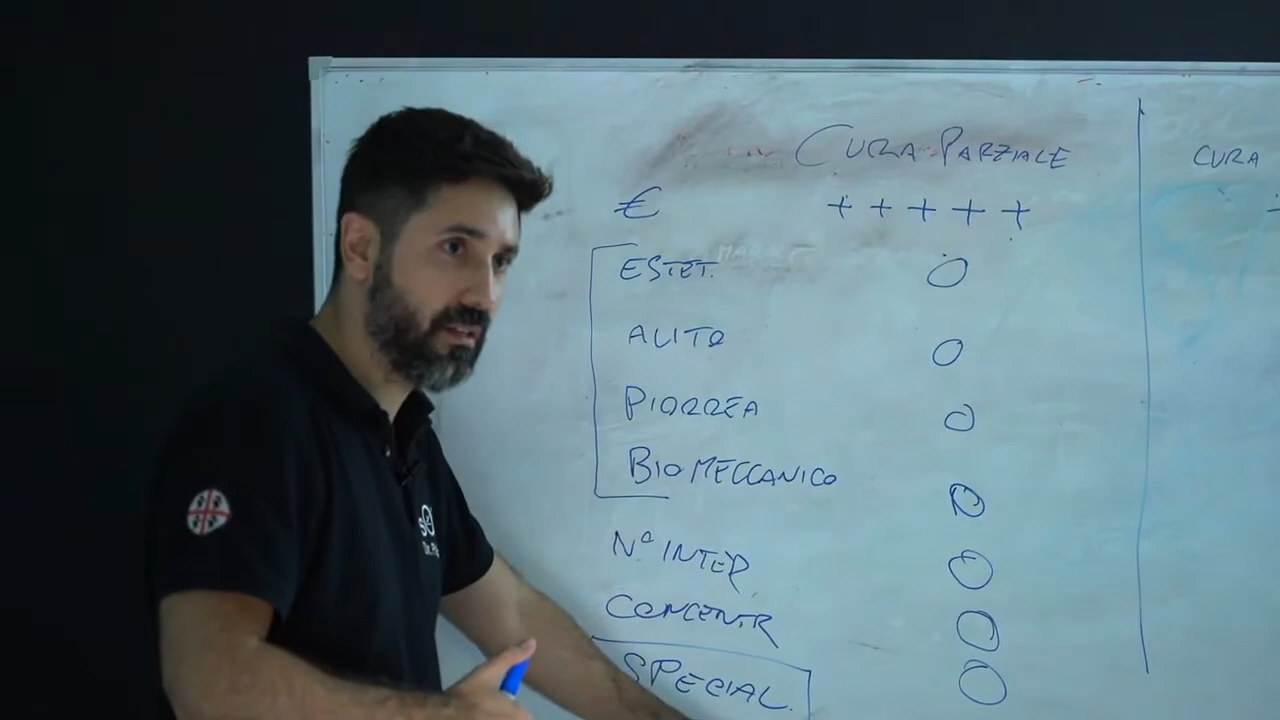 CURA PARZIALE
CURA
€ + + + + +
ESTET. O
ALITO O
PIORREA O
BIOMECCANICO O
N° INTER O
CONCENTR O
SPECIAL. O